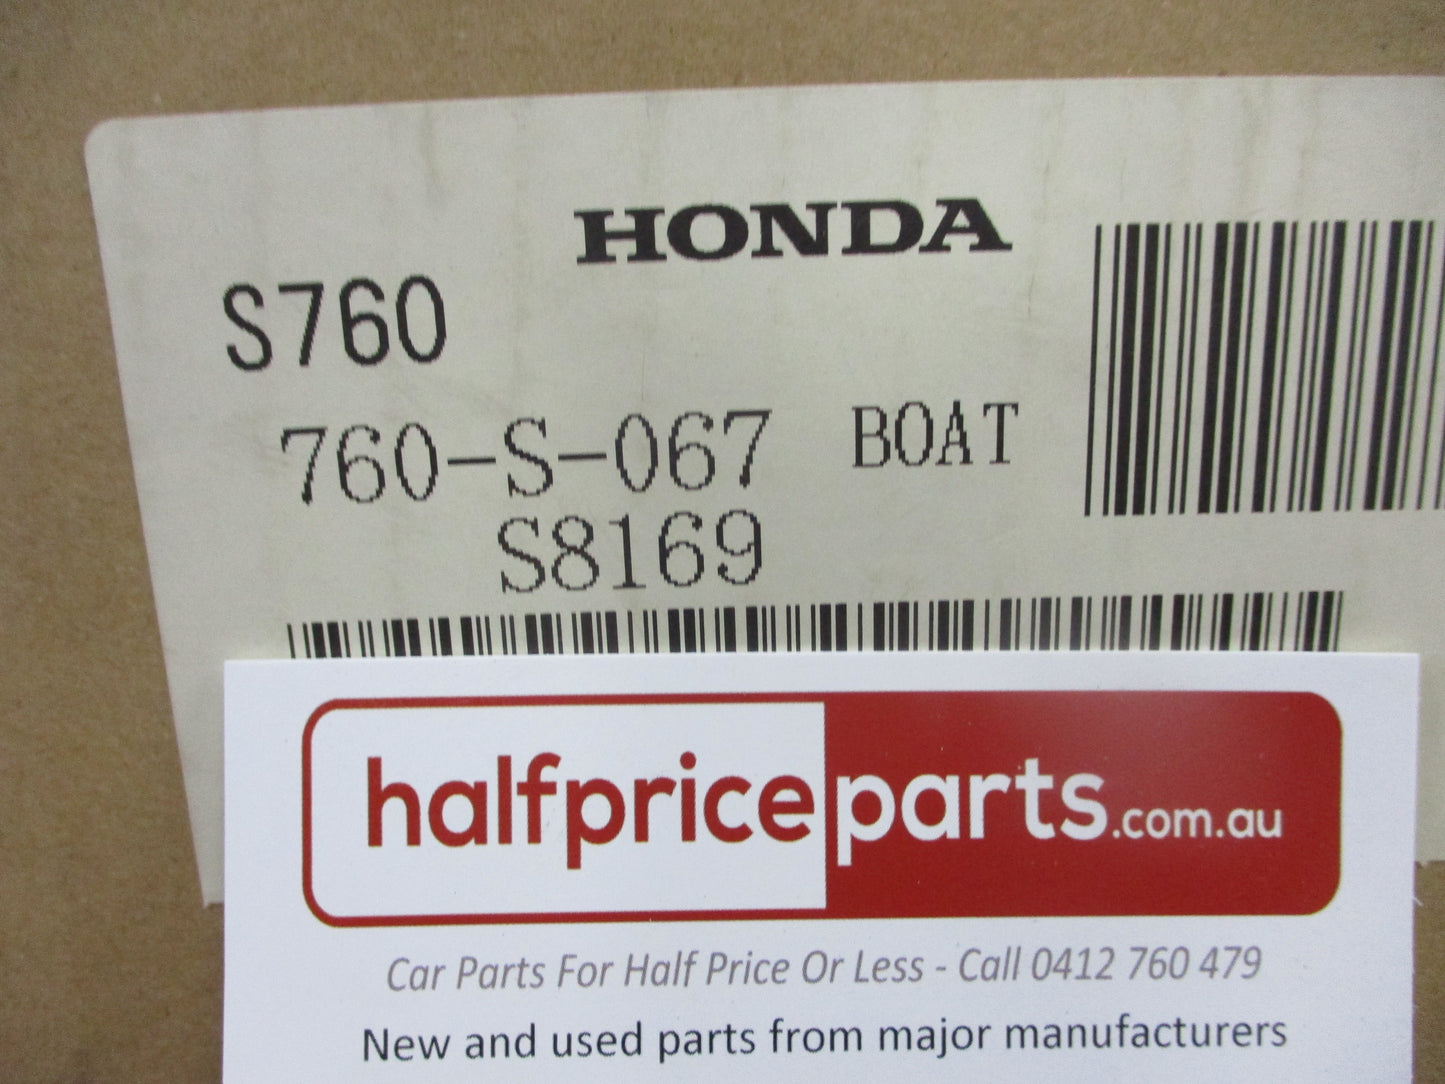 HONDA
S760
760-S-067 BOAT
S8169
halfpriceparts.com.au
Car Parts For Half Price Or Less - Call 0412 760 479
New and used parts from major manufacturers